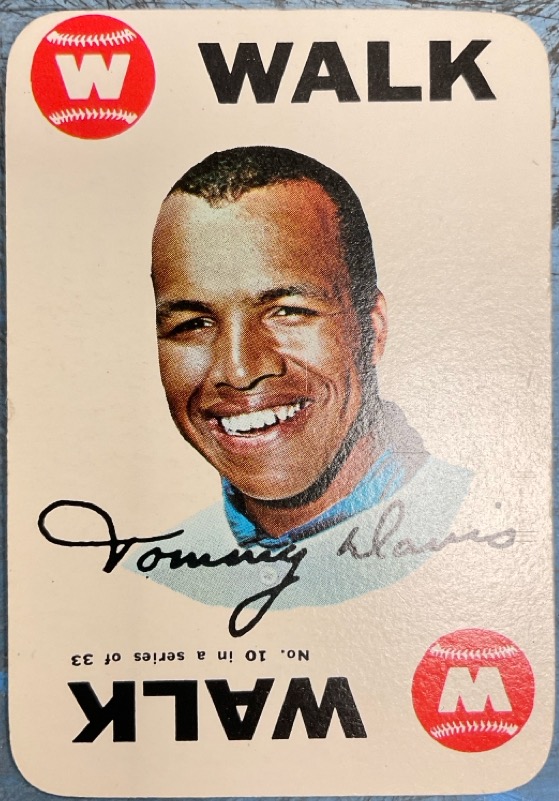 W WALK
Tommy Davis
No. 10 in a series of 33
WALK W